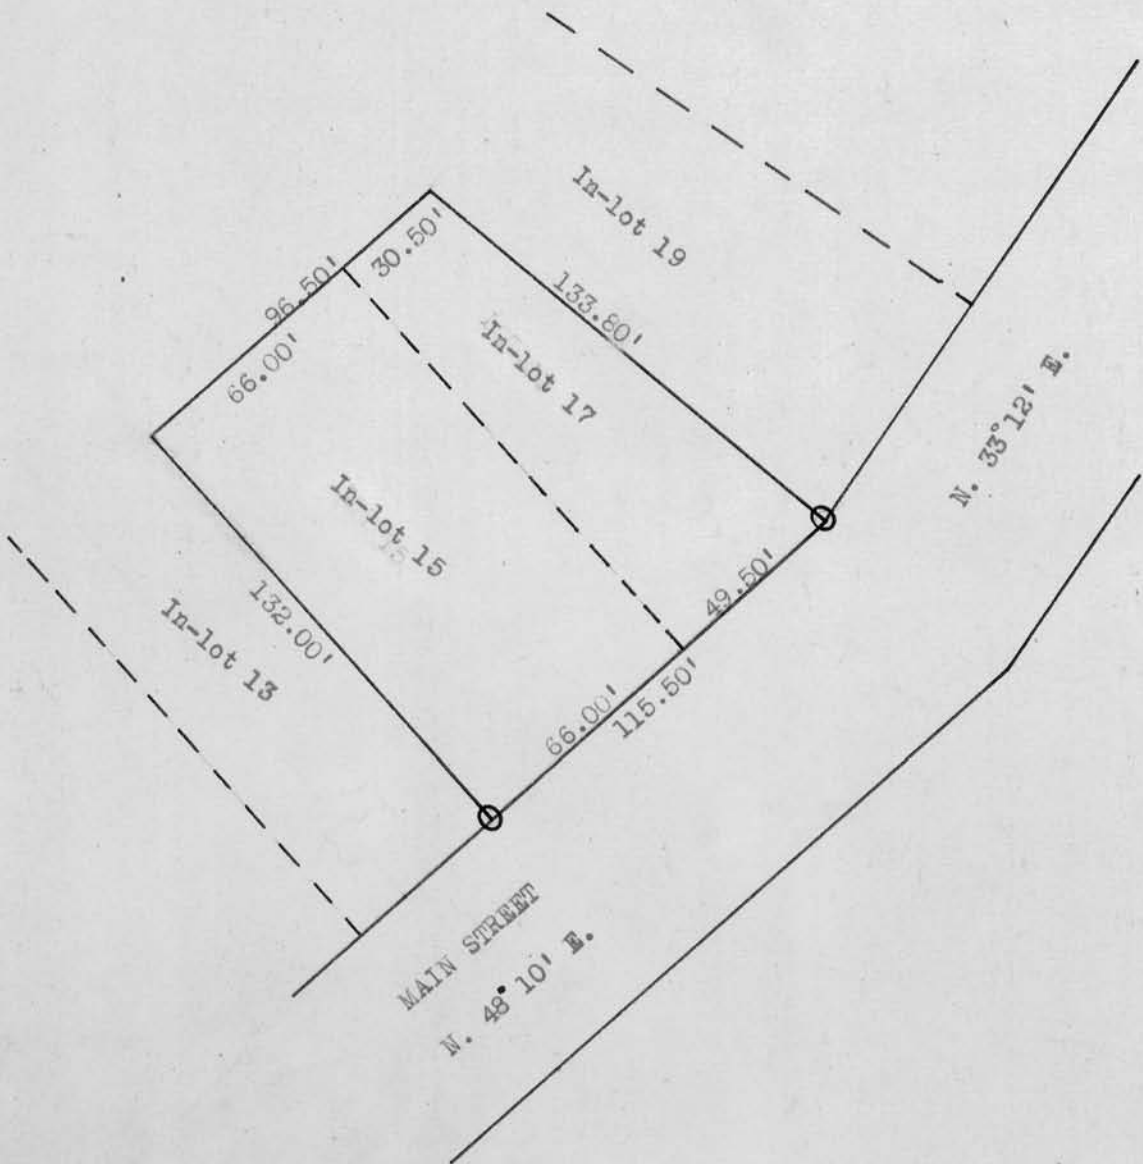 In-lot 19
30.50'
96.50'
133.80'
66.00'
In-lot 17
N. 33°12' E.
In-lot 15
49.50'
132.00'
In-lot 13
66.00'
115.50'
MAIN STREET
N. 48°10' E.